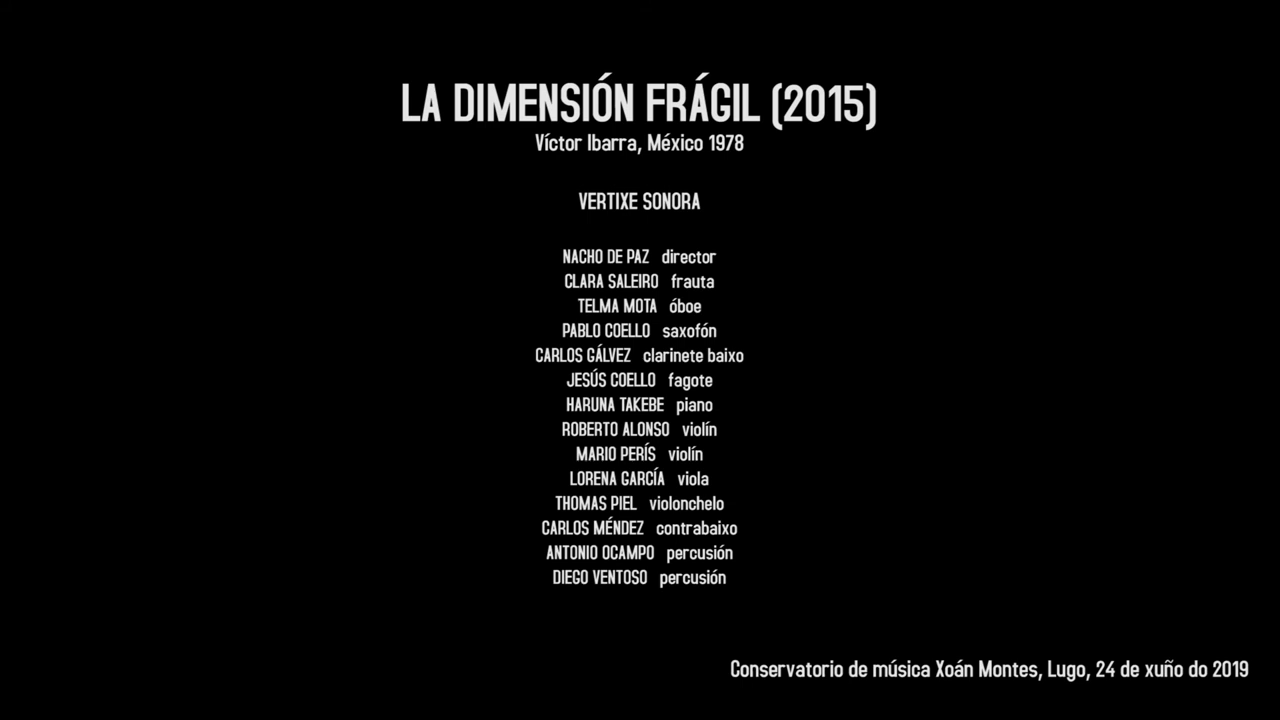 LA DIMENSIÓN FRÁGIL (2015)
Víctor Ibarra, México 1978
VERTIXE SONORA
NACHO DE PAZ director
CLARA SALEIRO frauta
TELMA MOTA óboe
PABLO COELLO saxofón
CARLOS GÁLVEZ clarinete baixo
JESÚS COELLO fagote
HARUNA TAKEBE piano
ROBERTO ALONSO violín
MARIO PERÍS violín
LORENA GARCÍA viola
THOMAS PIEL violonchelo
CARLOS MÉNDEZ contrabaixo
ANTONIO OCAMPO percusión
DIEGO VENTOSO percusión
Conservatorio de música Xoán Montes, Lugo, 24 de xuño do 2019